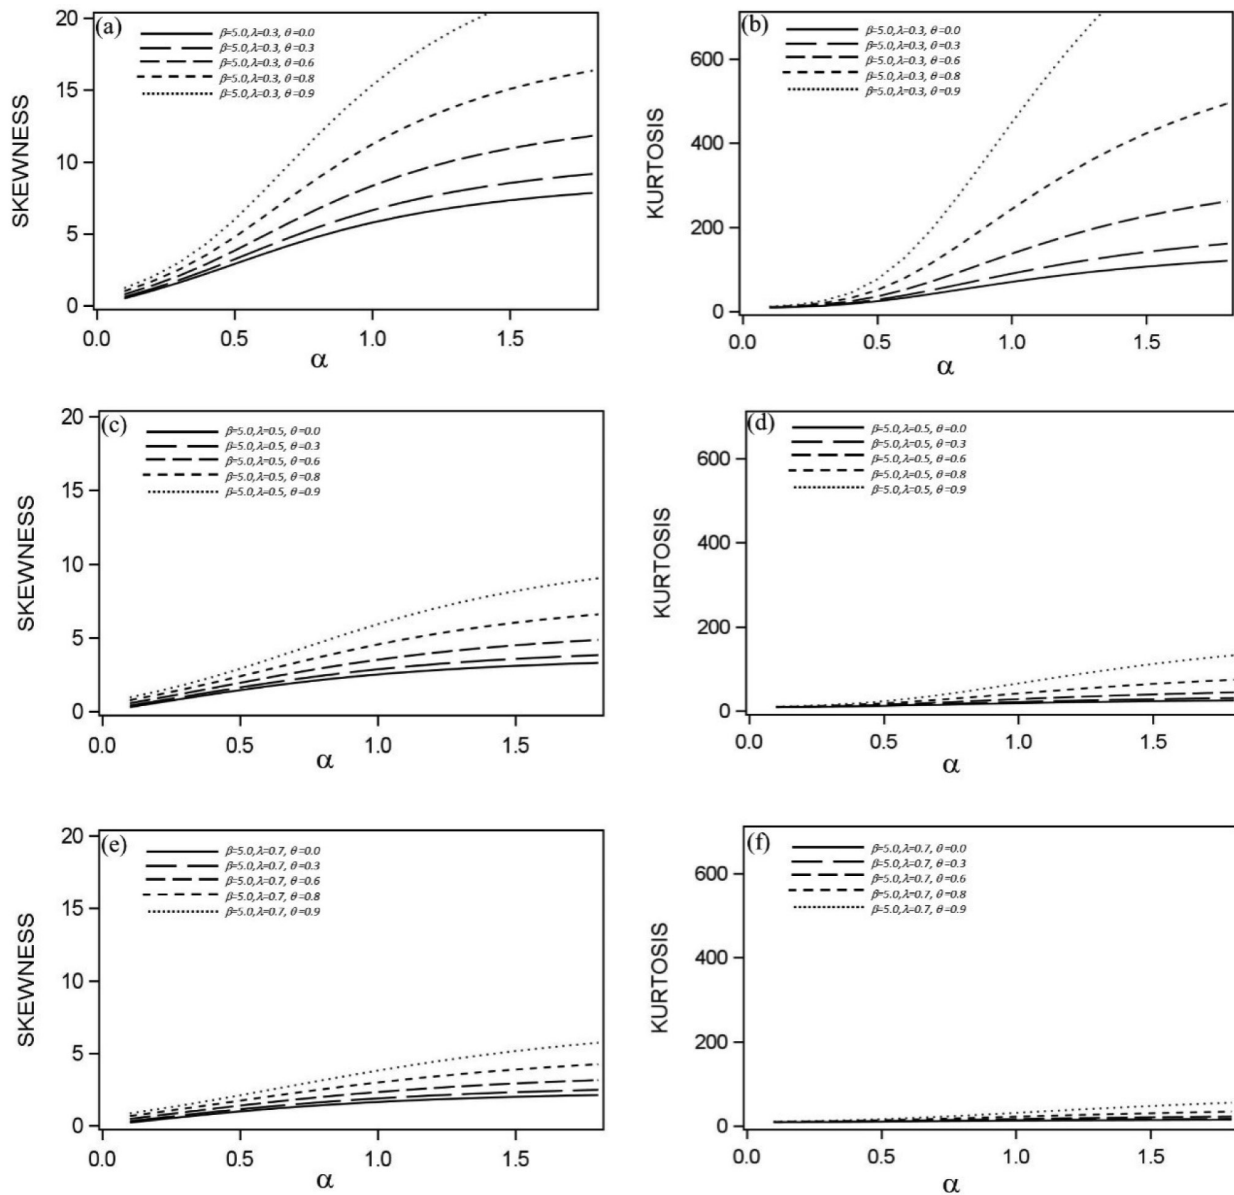 (a)
β=5.0,λ=0.3, θ=0.0
β=5.0,λ=0.3, θ=0.3
β=5.0,λ=0.3, θ=0.6
β=5.0,λ=0.3, θ=0.8
β=5.0,λ=0.3, θ=0.9
SKEWNESS
20
15
10
5
0
0.0 0.5 1.0 1.5
α
(b)
β=5.0,λ=0.3, θ=0.0
β=5.0,λ=0.3, θ=0.3
β=5.0,λ=0.3, θ=0.6
β=5.0,λ=0.3, θ=0.8
β=5.0,λ=0.3, θ=0.9
KURTOSIS
600
400
200
0
0.0 0.5 1.0 1.5
α
(c)
β=5.0,λ=0.5, θ=0.0
β=5.0,λ=0.5, θ=0.3
β=5.0,λ=0.5, θ=0.6
β=5.0,λ=0.5, θ=0.8
β=5.0,λ=0.5, θ=0.9
SKEWNESS
20
15
10
5
0
0.0 0.5 1.0 1.5
α
(d)
β=5.0,λ=0.5, θ=0.0
β=5.0,λ=0.5, θ=0.3
β=5.0,λ=0.5, θ=0.6
β=5.0,λ=0.5, θ=0.8
β=5.0,λ=0.5, θ=0.9
KURTOSIS
600
400
200
0
0.0 0.5 1.0 1.5
α
(e)
β=5.0,λ=0.7, θ=0.0
β=5.0,λ=0.7, θ=0.3
β=5.0,λ=0.7, θ=0.6
β=5.0,λ=0.7, θ=0.8
β=5.0,λ=0.7, θ=0.9
SKEWNESS
20
15
10
5
0
0.0 0.5 1.0 1.5
α
(f)
β=5.0,λ=0.7, θ=0.0
β=5.0,λ=0.7, θ=0.3
β=5.0,λ=0.7, θ=0.6
β=5.0,λ=0.7, θ=0.8
β=5.0,λ=0.7, θ=0.9
KURTOSIS
600
400
200
0
0.0 0.5 1.0 1.5
α